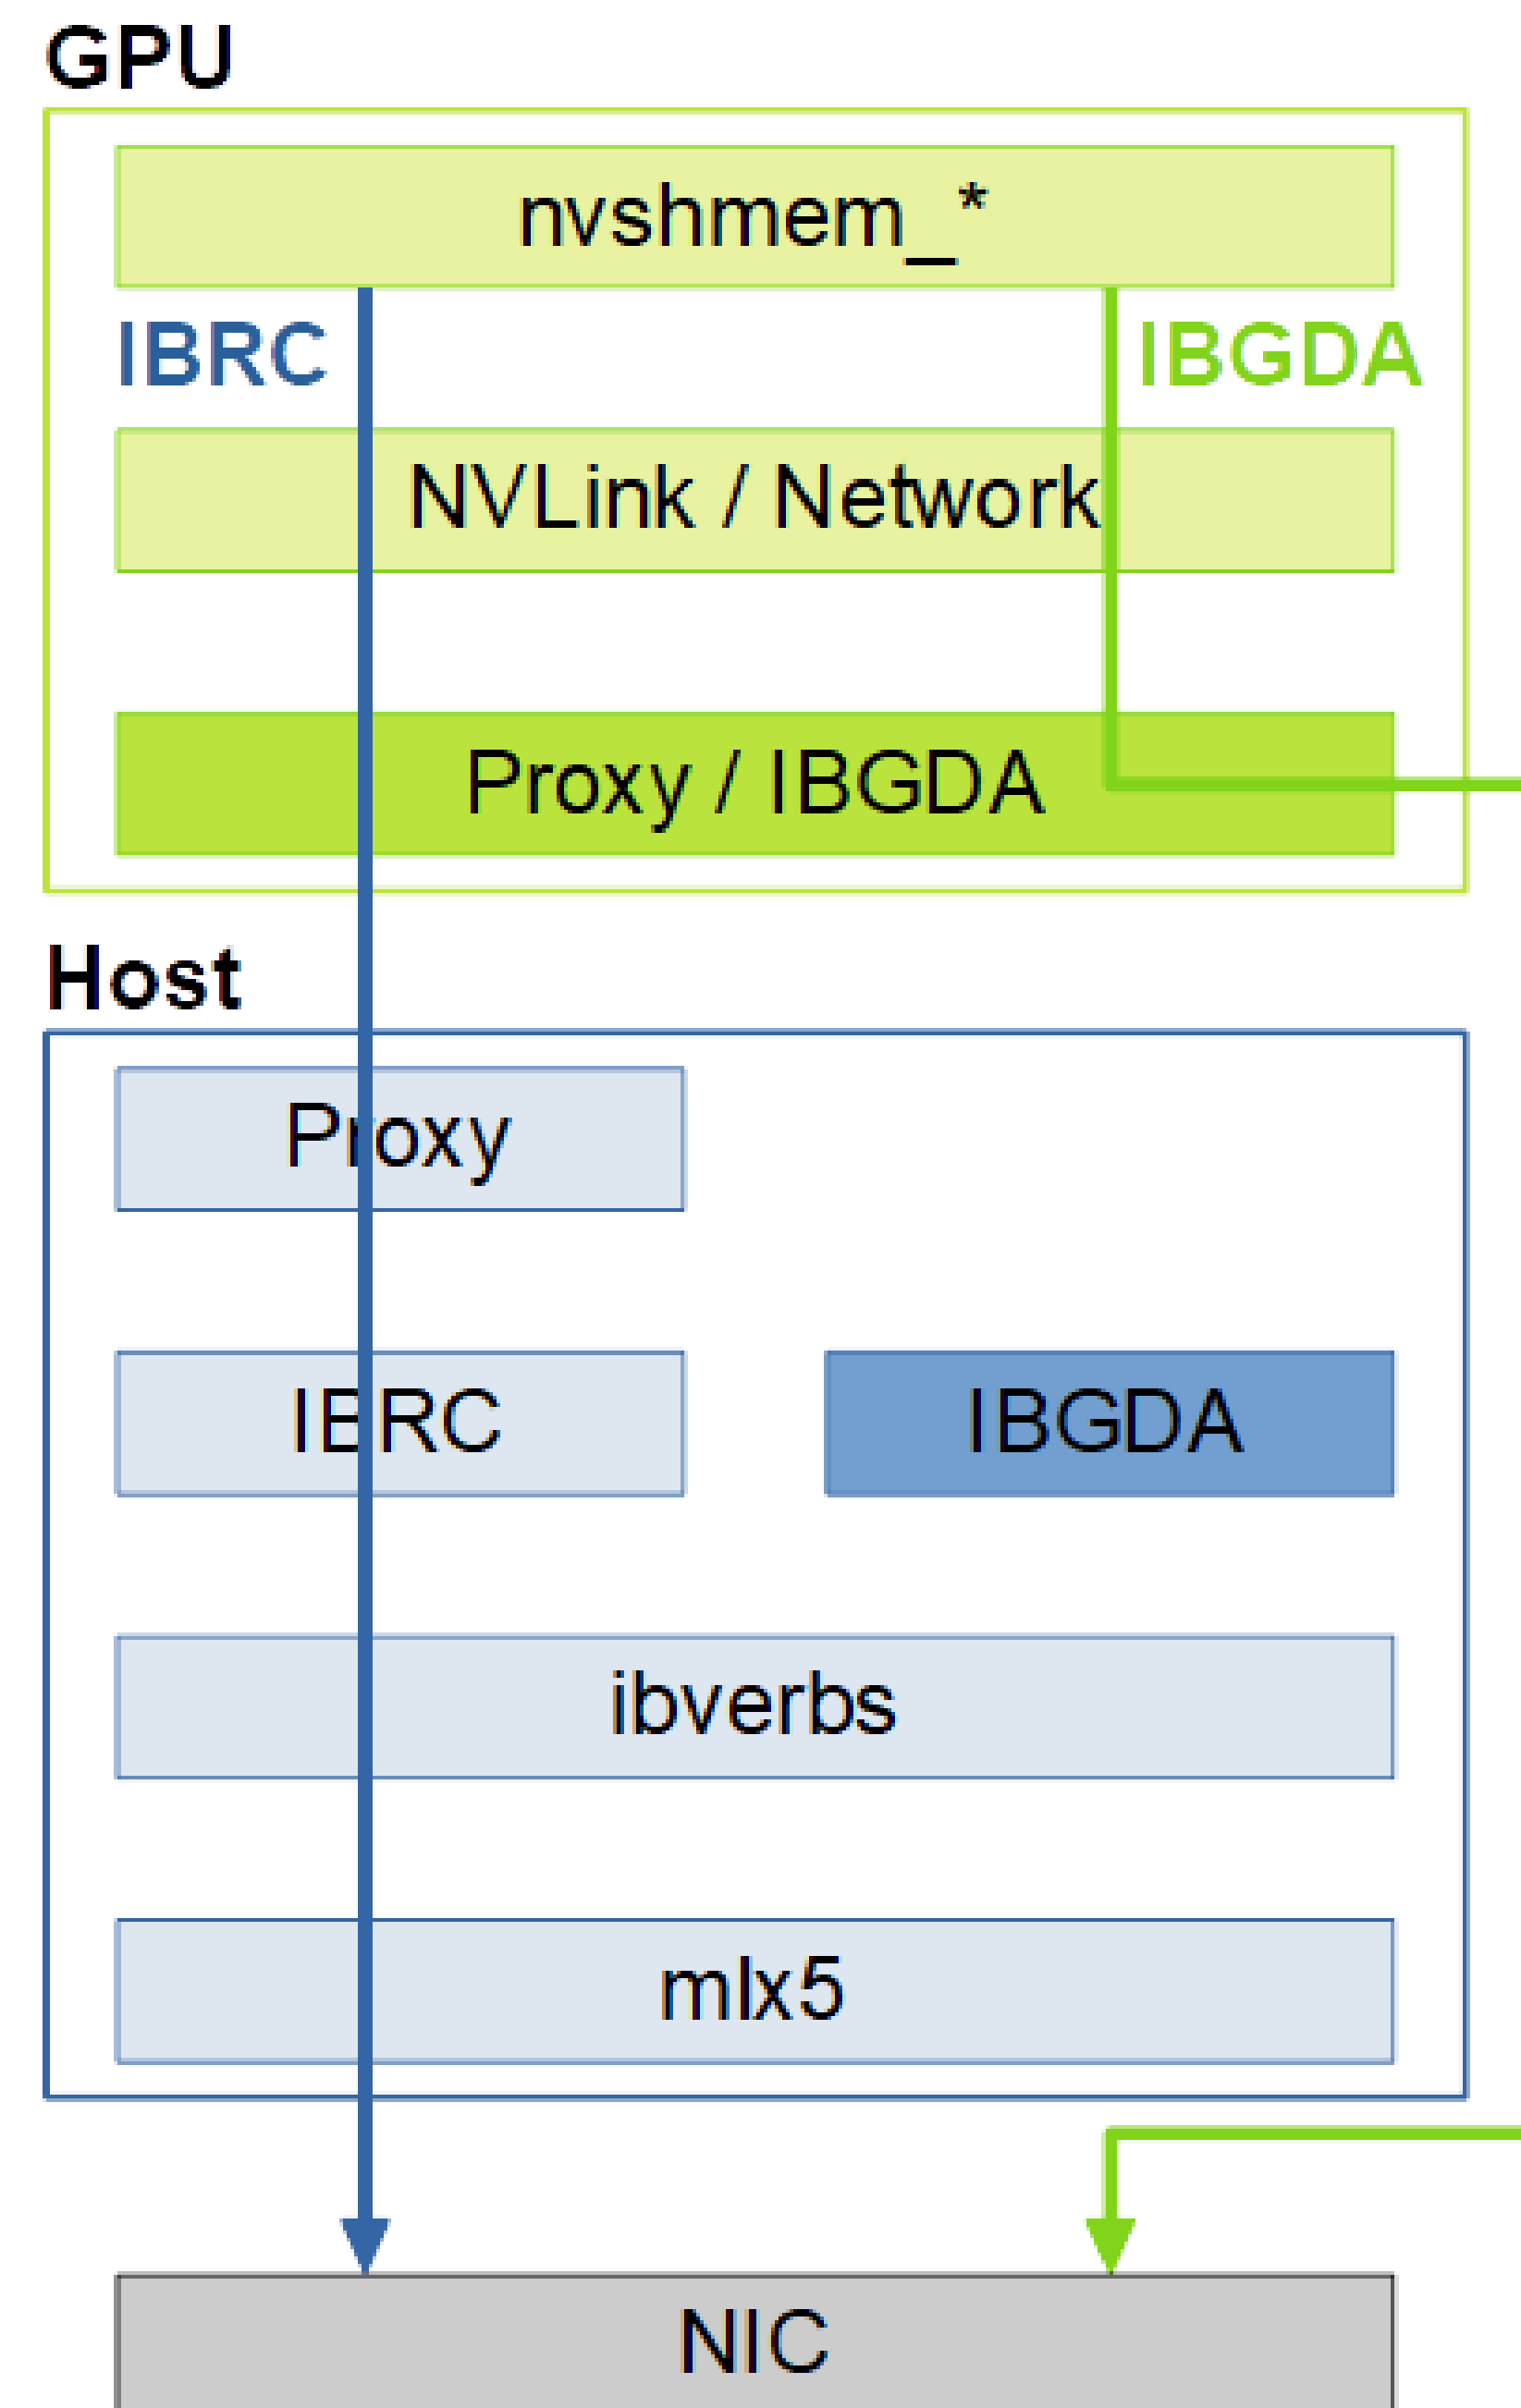 GPU
nvshmem_*
IBRC
IBGDA
NVLink / Network
Proxy / IBGDA
Host
Proxy
IBRC
IBGDA
ibverbs
mlx5
NIC